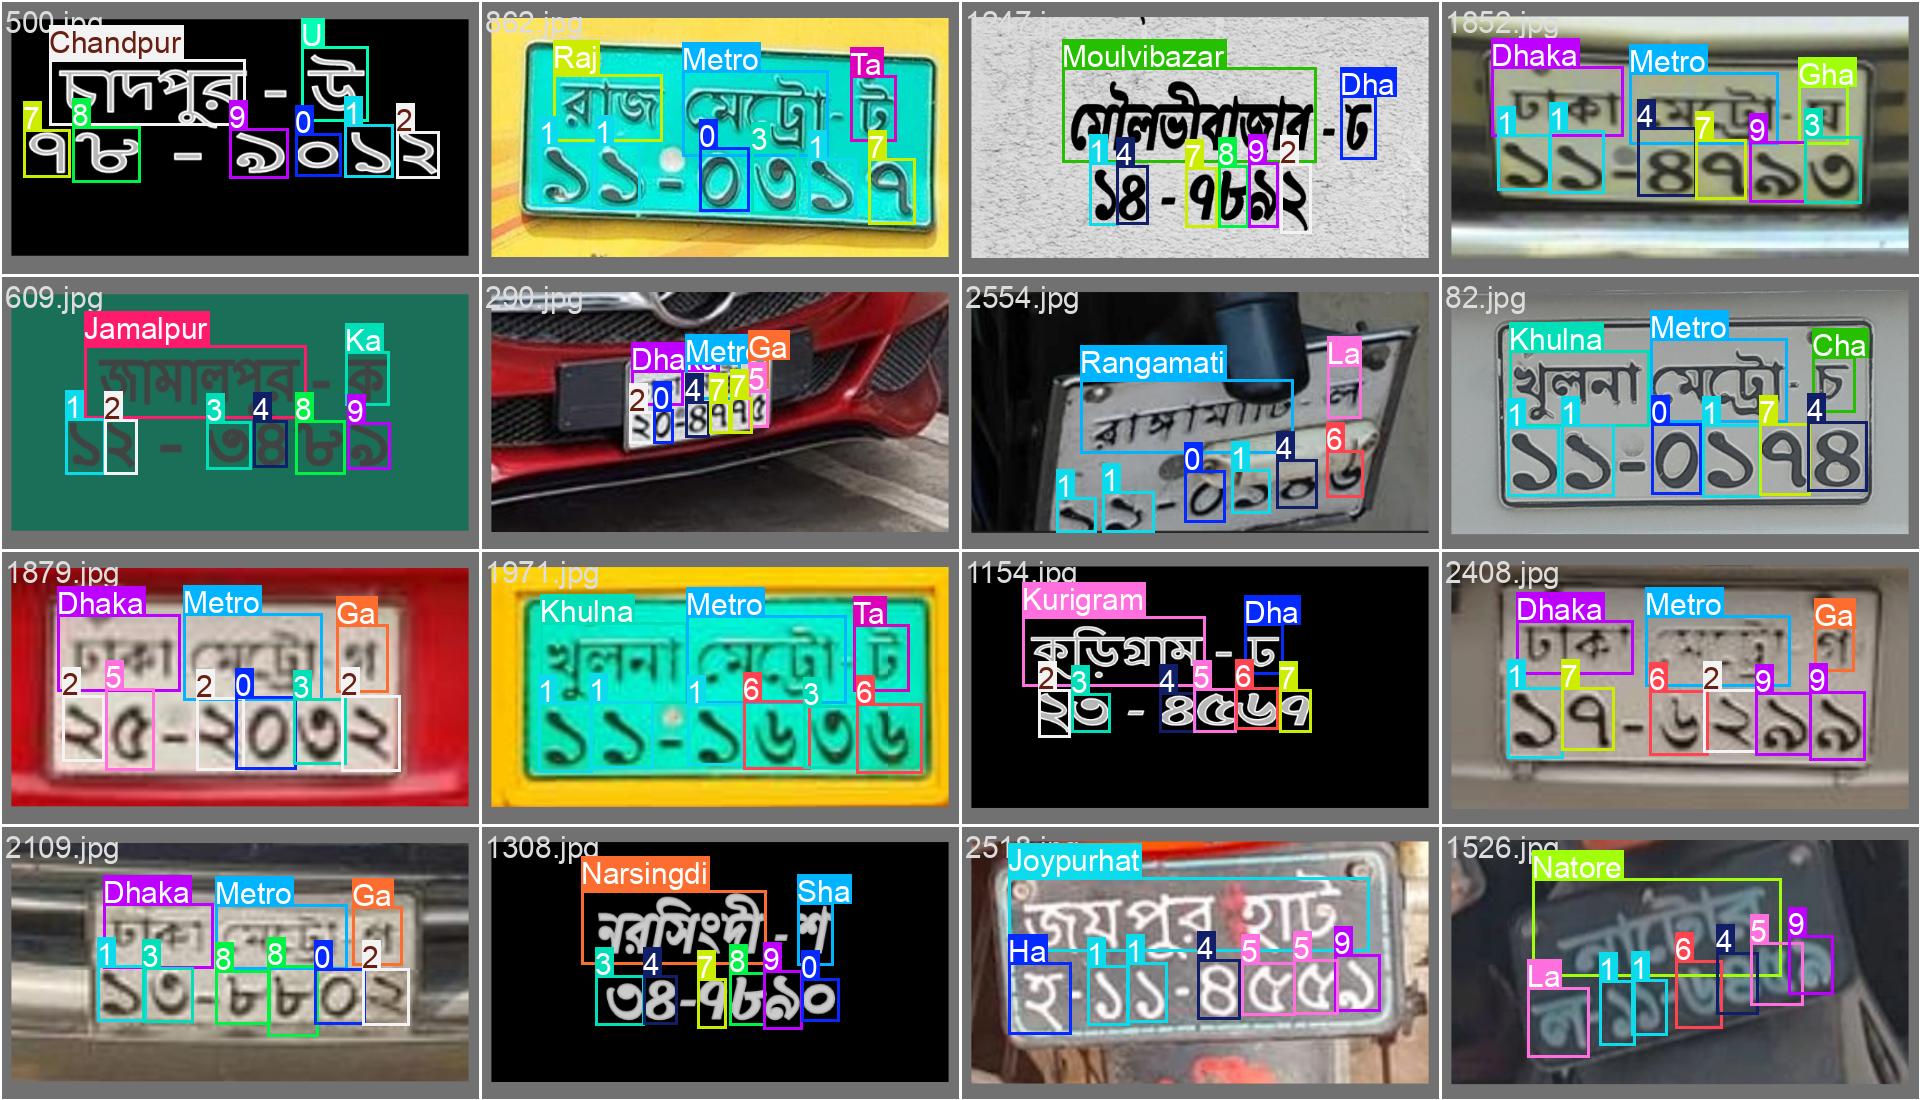 500.jpg
Chandpur U
চাদপুর - উ
7 8 9 0 1 2
৭৮ - ৯০১২
862.jpg
Raj Metro Ta
রাজ মেট্রো - ট
1 1 0 3 1 7
১১-০৩১৭
Moulvibazar Dha
মৌলভীবাজার - ঢ
1 4 7 8 9 2
১৪ - ৭৮৯২
1852.jpg
Dhaka Metro Gha
ঢাকা মেট্রো - ঘ
1 1 4 7 9 3
১১-৪৭৯৩
609.jpg
Jamalpur Ka
জামালপুর - ক
1 2 3 4 8 9
১২ - ৩৪৮৯
290.jpg
Dhaka Metro Ga
2 0 4 7 7 5
২০-৪৭৭৫
2554.jpg
Rangamati La
রাঙ্গামাটি - ল
1 1 0 1 4 6
১১-০১৪৬
82.jpg
Khulna Metro Cha
খুলনা মেট্রো - চ
1 1 0 1 7 4
১১-০১৭৪
1879.jpg
Dhaka Metro Ga
ঢাকা মেট্রো - গ
2 5 2 0 3 2
২৫-২০৩২
1971.jpg
Khulna Metro Ta
খুলনা মেট্রো - ট
1 1 1 6 3 6
১১-১৬৩৬
1154.jpg
Kurigram Dha
কুড়িগ্রাম - ঢ
2 3 4 5 6 7
২৩ - ৪৫৬৭
2408.jpg
Dhaka Metro Ga
ঢাকা মেট্রো গ
1 7 6 2 9 9
১৭-৬২৯৯
2109.jpg
Dhaka Metro Ga
ঢাকা মেট্রো - গ
1 3 8 8 0 2
১৩-৮৮০২
1308.jpg
Narsingdi Sha
নরসিংদী - শ
3 4 7 8 9 0
৩৪-৭৮৯০
2518.jpg
Joypurhat
জয়পুর হাট
Ha 1 1 4 5 5 9
হ-১১-৪৫৫৯
1526.jpg
Natore
নাটোর
La 1 1 6 4 5 9
ল ১১